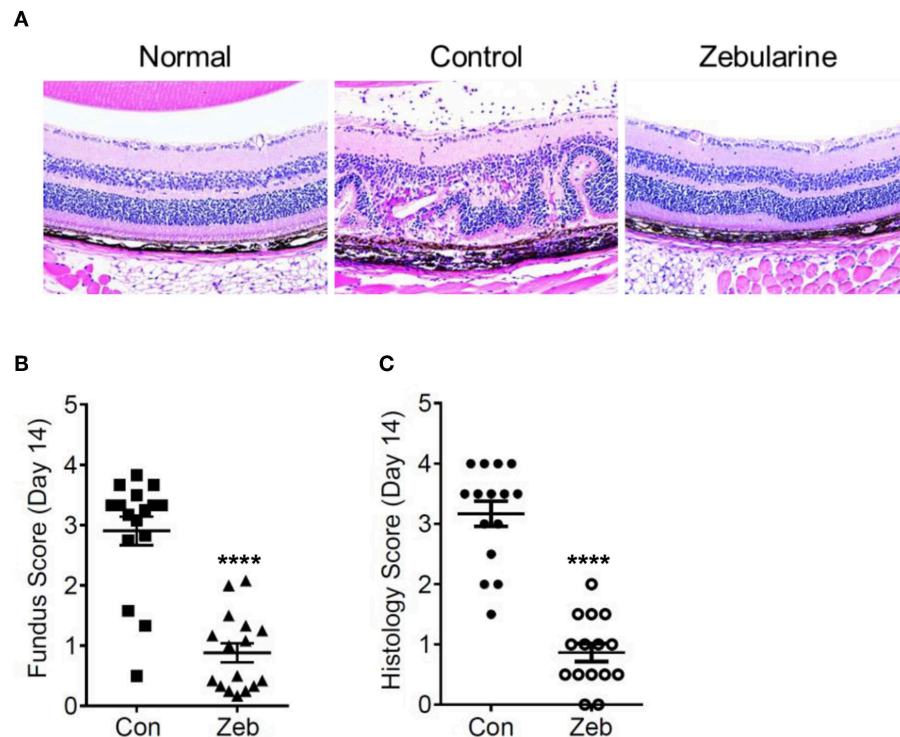 A
Normal Control Zebularine
B
Fundus Score (Day 14)
5
4
3
2
1
0
****
Con Zeb
C
Histology Score (Day 14)
5
4
3
2
1
0
****
Con Zeb